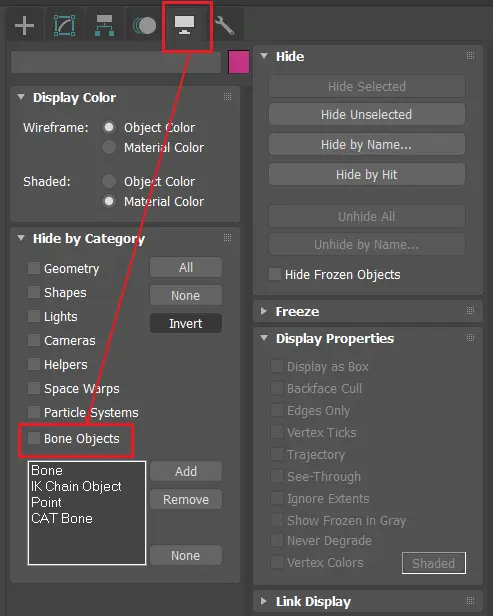 Display Color
Wireframe:
Object Color
Material Color
Shaded:
Object Color
Material Color
Hide by Category
Geometry
All
Shapes
None
Lights
Invert
Cameras
Helpers
Space Warps
Particle Systems
Bone Objects
Bone
IK Chain Object
Point
CAT Bone
Add
Remove
None
Hide
Hide Selected
Hide Unselected
Hide by Name...
Hide by Hit
Unhide All
Unhide by Name...
Hide Frozen Objects
Freeze
Display Properties
Display as Box
Backface Cull
Edges Only
Vertex Ticks
Trajectory
See-Through
Ignore Extents
Show Frozen in Gray
Never Degrade
Vertex Colors
Shaded
Link Display